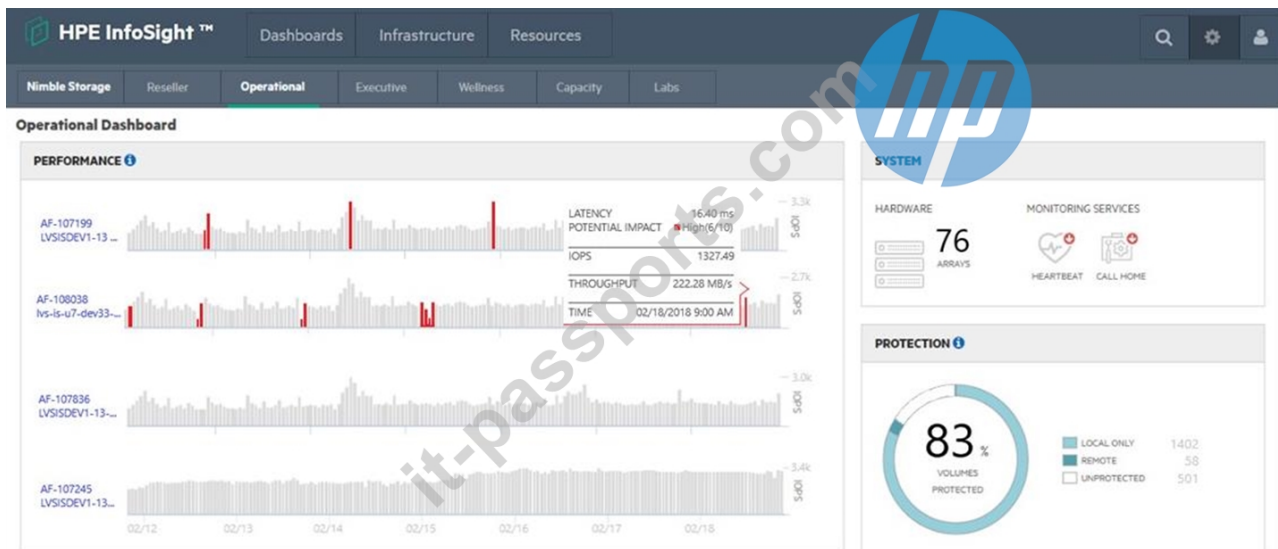 HPE InfoSight ™
Dashboards
Infrastructure
Resources
Nimble Storage
Reseller
Operational
Executive
Wellness
Capacity
Labs
hp
Operational Dashboard
PERFORMANCE
AF-107199
LVSISDEV1-13 ...
3.3k
IOPS
LATENCY 16.40 ms
POTENTIAL IMPACT High(6/10)
IOPS 1327.49
THROUGHPUT 222.28 MB/s
TIME 02/18/2018 9:00 AM
AF-108038
lvs-is-u7-dev33-...
2.7k
IOPS
AF-107836
LVSISDEV1-13-...
3.0k
IOPS
AF-107245
LVSISDEV1-13...
3.4k
IOPS
02/12 02/13 02/14 02/15 02/16 02/17 02/18
SYSTEM
HARDWARE
76
ARRAYS
MONITORING SERVICES
HEARTBEAT
CALL HOME
PROTECTION
83 %
VOLUMES
PROTECTED
LOCAL ONLY 1402
REMOTE 58
UNPROTECTED 501
it-passports.com